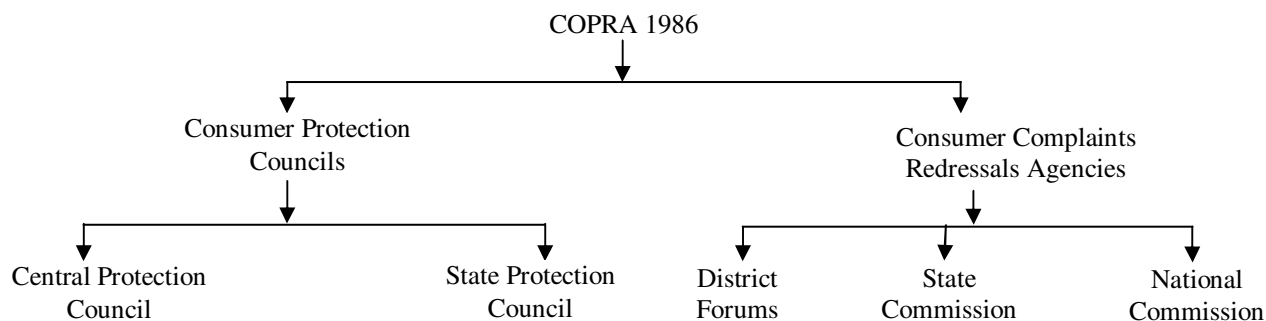 COPRA 1986
Consumer Protection
Councils
Consumer Complaints
Redressals Agencies
Central Protection
Council
State Protection
Council
District
Forums
State
Commission
National
Commission